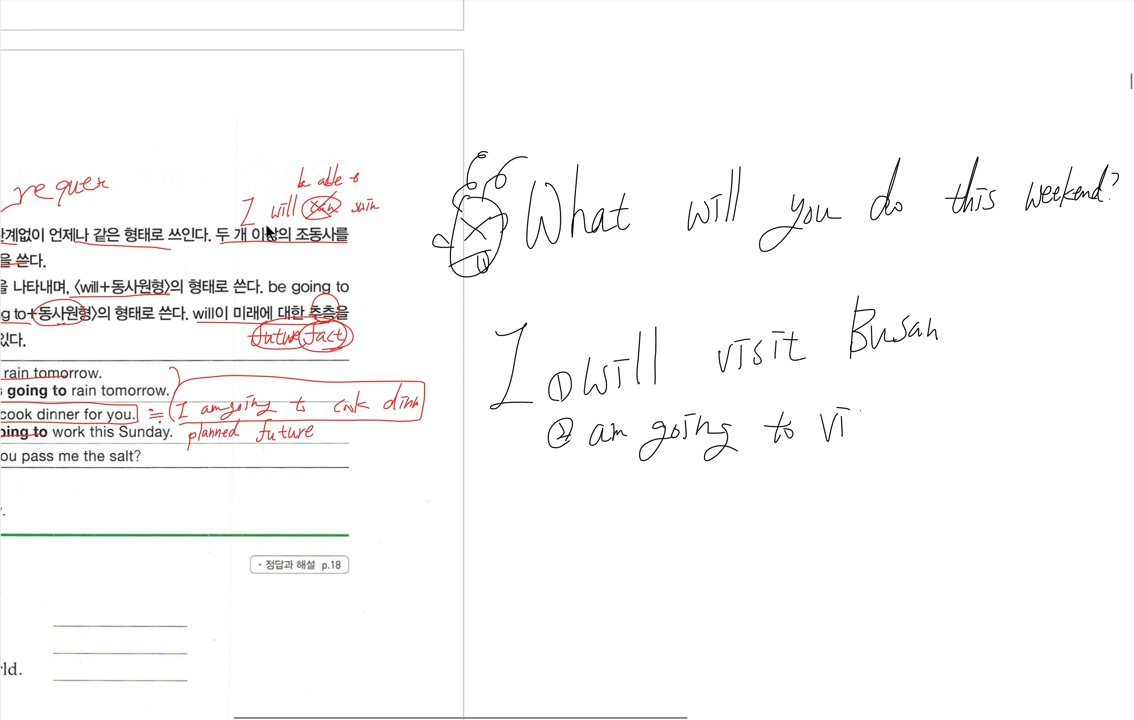 reques
be able to
I will can swim
관계없이 언제나 같은 형태로 쓰인다. 두 개 이상의 조동사를
을 쓴다.
을 나타내며, 〈will+동사원형〉의 형태로 쓴다. be going to
g to+동사원형〉의 형태로 쓴다. will이 미래에 대한 추측을
있다.
future fact
rain tomorrow.
s going to rain tomorrow.
cook dinner for you. ≒ I am going to cook dinn
oing to work this Sunday. planned future
ou pass me the salt?
y.
• 정답과 해설 p.18
rld.
What will you do this weekend?
I ① will visit Busan
② am going to vi